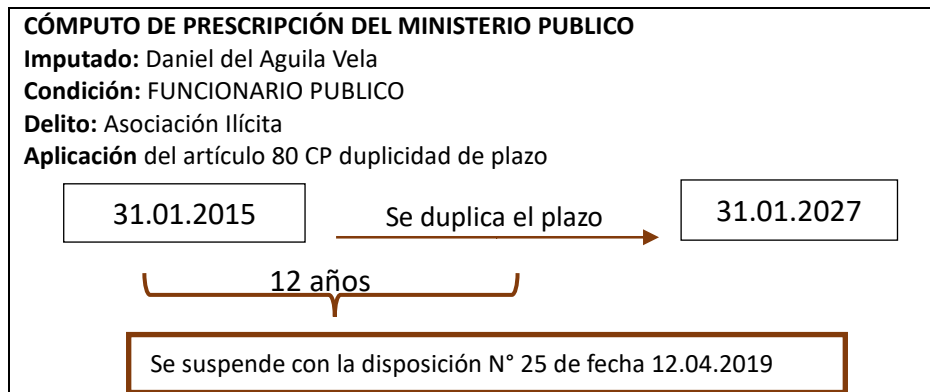 CÓMPUTO DE PRESCRIPCIÓN DEL MINISTERIO PUBLICO
Imputado: Daniel del Aguila Vela
Condición: FUNCIONARIO PUBLICO
Delito: Asociación Ilícita
Aplicación del artículo 80 CP duplicidad de plazo
31.01.2015
Se duplica el plazo
31.01.2027
12 años
Se suspende con la disposición N° 25 de fecha 12.04.2019